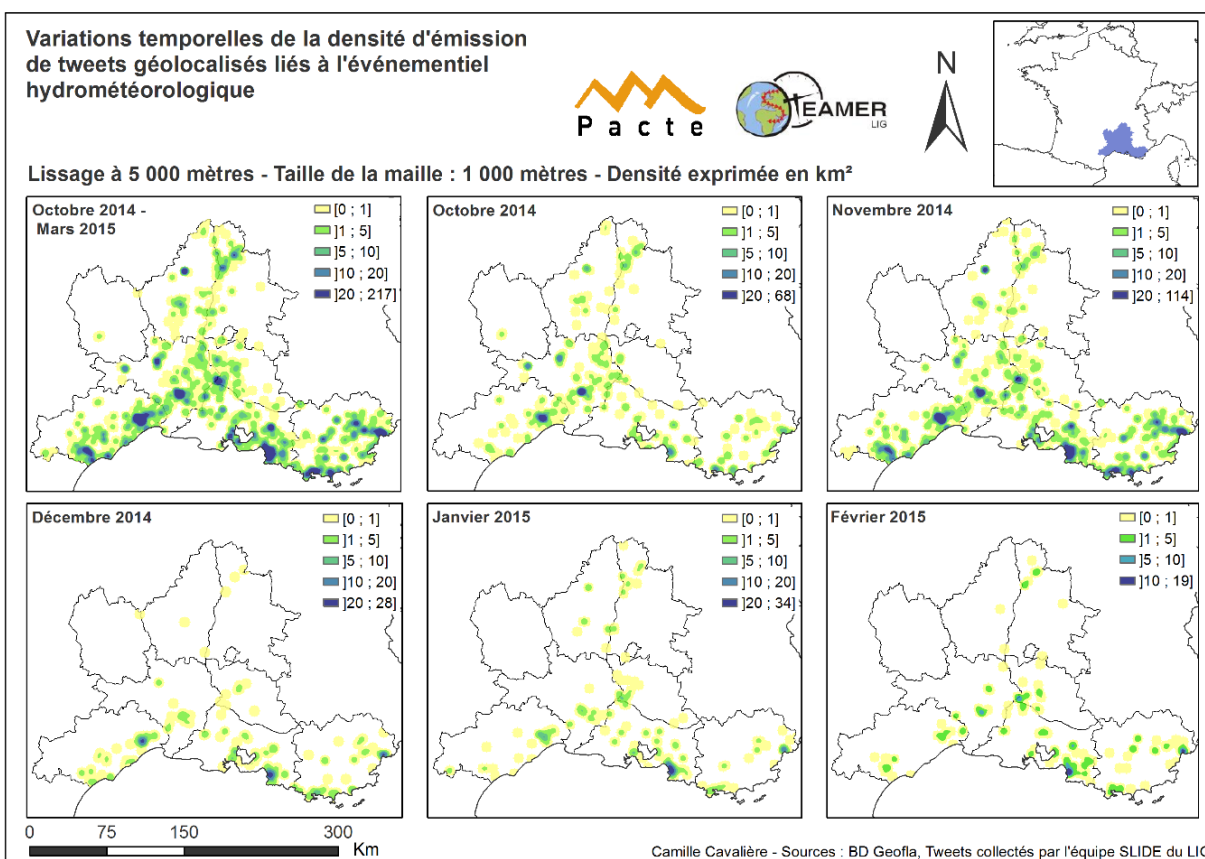 Variations temporelles de la densité d'émission
de tweets géolocalisés liés à l'événementiel
hydrométéorologique
Pacte
STEAMER
LIG
N
Lissage à 5 000 mètres - Taille de la maille : 1 000 mètres - Densité exprimée en km²
Octobre 2014 -
Mars 2015
[0 ; 1]
]1 ; 5]
]5 ; 10]
]10 ; 20]
]20 ; 217]
Octobre 2014
[0 ; 1]
]1 ; 5]
]5 ; 10]
]10 ; 20]
]20 ; 68]
Novembre 2014
[0 ; 1]
]1 ; 5]
]5 ; 10]
]10 ; 20]
]20 ; 114]
Décembre 2014
[0 ; 1]
]1 ; 5]
]5 ; 10]
]10 ; 20]
]20 ; 28]
Janvier 2015
[0 ; 1]
]1 ; 5]
]5 ; 10]
]10 ; 20]
]20 ; 34]
Février 2015
[0 ; 1]
]1 ; 5]
]5 ; 10]
]10 ; 19]
0 75 150 300
Km
Camille Cavalière - Sources : BD Geofla, Tweets collectés par l'équipe SLIDE du LIG